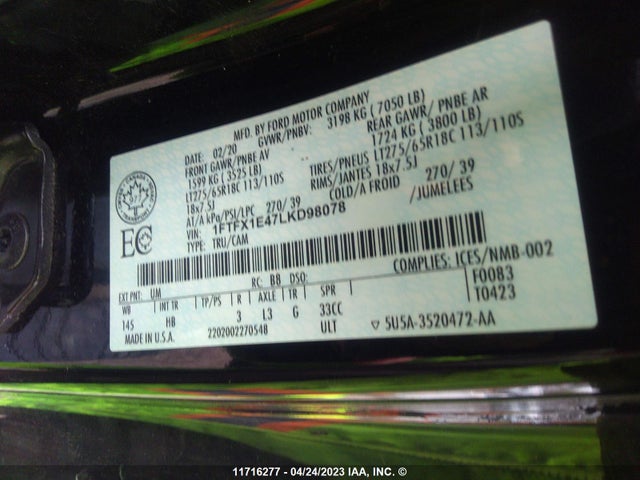 MFD. BY FORD MOTOR COMPANY
02/20 GVWR/PNBV: 3198 KG ( 7050 LB)
FRONT GAWR/PNBE AV REAR GAWR/ PNBE AR
1599 KG ( 3525 LB) 1724 KG ( 3800 LB)
LT275/65R18C 113/110S TIRES/PNEUS LT275/65R18C 113/110S
18x7.5J RIMS/JANTES 18x7.5J
AT/A kPa/PSI/LPC 270/ 39 COLD/A FROID 270/ 39
VIN: 1FTFX1E47LKD98078 /JUMELEES
TYPE: TRU/CAM
CANADA
EC
COMPLIES: ICES/NMB-002
EXT PNT: UM RC: B8 DSO: F0083
WB INT TR TP/PS R AXLE TR SPR T0423
145 HB 3 L3 G 33CC
MADE IN U.S.A. 2202002270548 ULT 5U5A-3520472-AA
11716277 - 04/24/2023 IAA, INC. ©